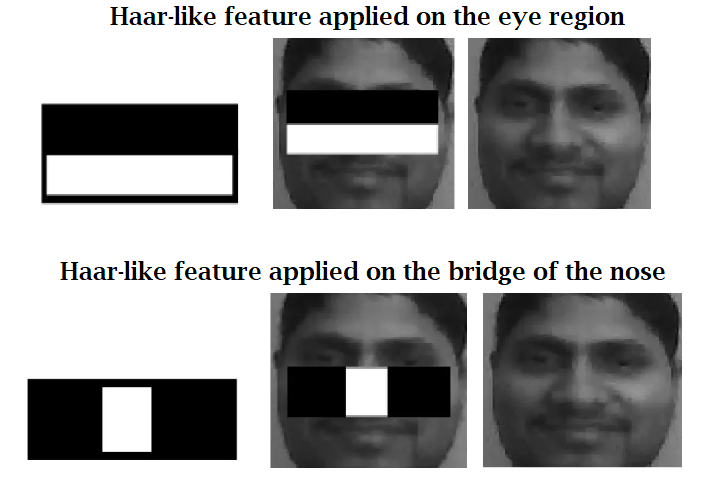 Haar-like feature applied on the eye region
Haar-like feature applied on the bridge of the nose